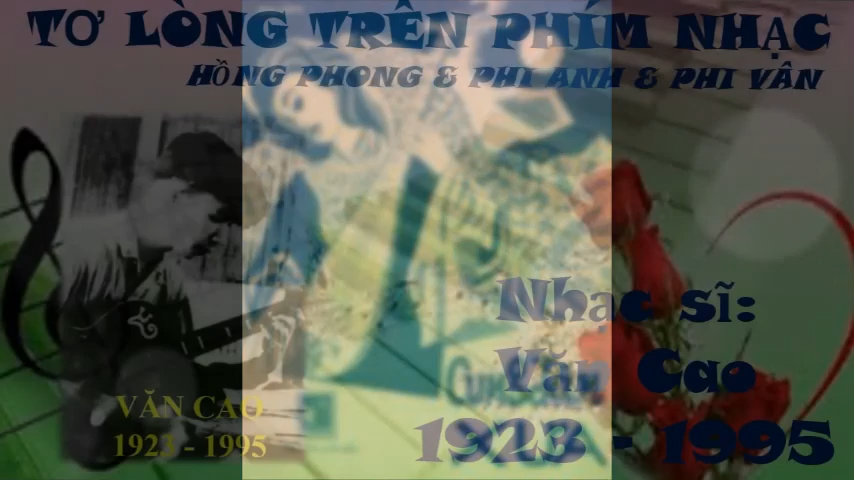 TƠ LÒNG TRÊN PHÍM NHẠC
HỒNG PHONG & PHI ANH & PHI VÂN
Nhạc sĩ:
Văn Cao
1923 - 1995
VĂN CAO
1923 - 1995